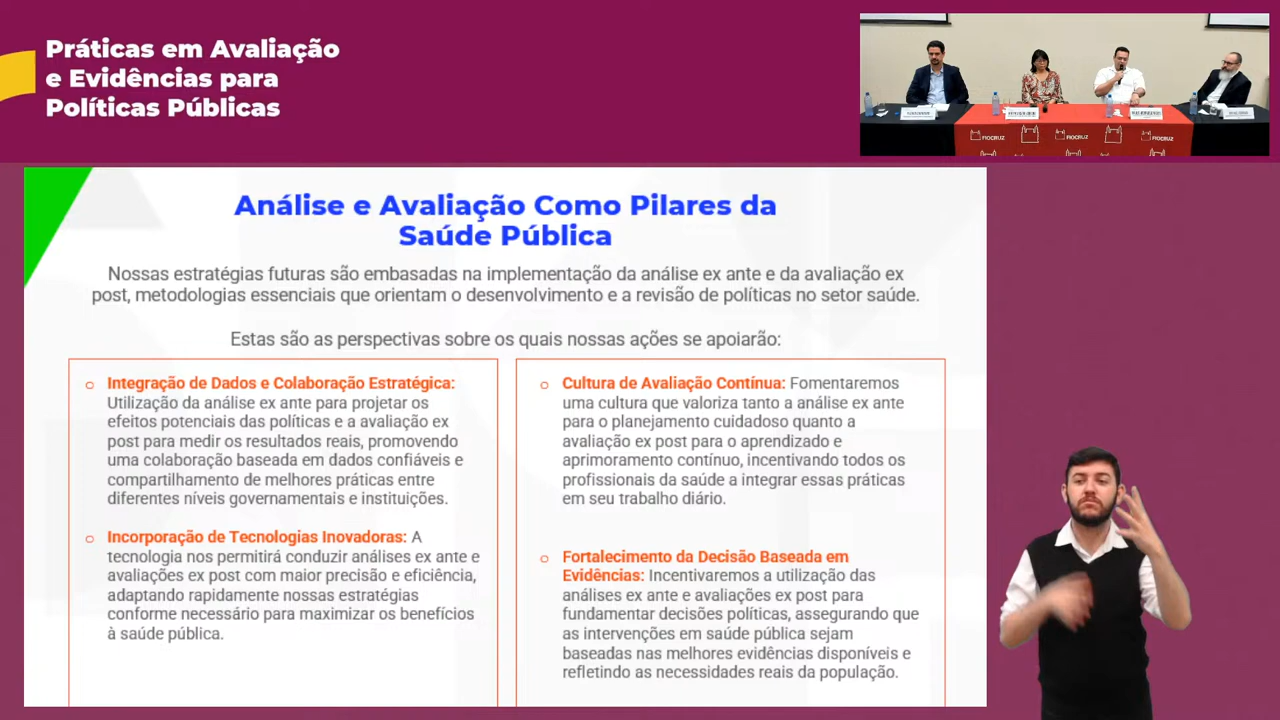 Práticas em Avaliação
e Evidências para
Políticas Públicas
FIOCRUZ
FIOCRUZ
FIOCRUZ
Análise e Avaliação Como Pilares da
Saúde Pública
Nossas estratégias futuras são embasadas na implementação da análise ex ante e da avaliação ex
post, metodologias essenciais que orientam o desenvolvimento e a revisão de políticas no setor saúde.
Estas são as perspectivas sobre os quais nossas ações se apoiarão:
o Integração de Dados e Colaboração Estratégica:
Utilização da análise ex ante para projetar os
efeitos potenciais das políticas e a avaliação ex
post para medir os resultados reais, promovendo
uma colaboração baseada em dados confiáveis e
compartilhamento de melhores práticas entre
diferentes níveis governamentais e instituições.
o Incorporação de Tecnologias Inovadoras: A
tecnologia nos permitirá conduzir análises ex ante e
avaliações ex post com maior precisão e eficiência,
adaptando rapidamente nossas estratégias
conforme necessário para maximizar os benefícios
à saúde pública.
o Cultura de Avaliação Contínua: Fomentaremos
uma cultura que valoriza tanto a análise ex ante
para o planejamento cuidadoso quanto a
avaliação ex post para o aprendizado e
aprimoramento contínuo, incentivando todos os
profissionais da saúde a integrar essas práticas
em seu trabalho diário.
o Fortalecimento da Decisão Baseada em
Evidências: Incentivaremos a utilização das
análises ex ante e avaliações ex post para
fundamentar decisões políticas, assegurando que
as intervenções em saúde pública sejam
baseadas nas melhores evidências disponíveis e
refletindo as necessidades reais da população.